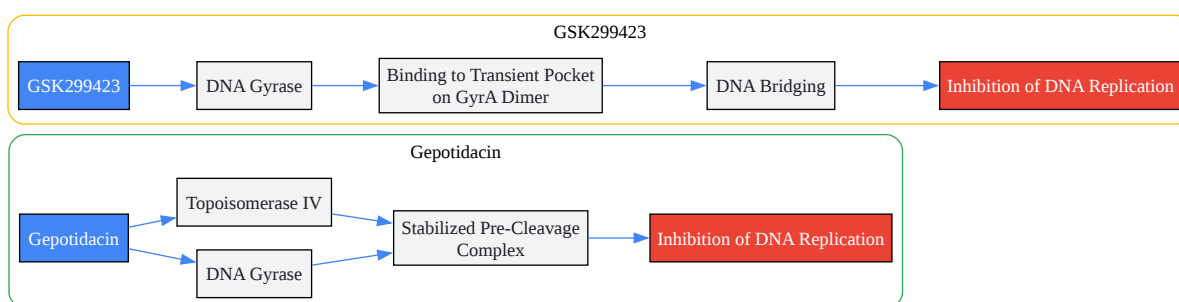 GSK299423
GSK299423
DNA Gyrase
Binding to Transient Pocket
on GyrA Dimer
DNA Bridging
Inhibition of DNA Replication
Gepotidacin
Gepotidacin
Topoisomerase IV
DNA Gyrase
Stabilized Pre-Cleavage
Complex
Inhibition of DNA Replication